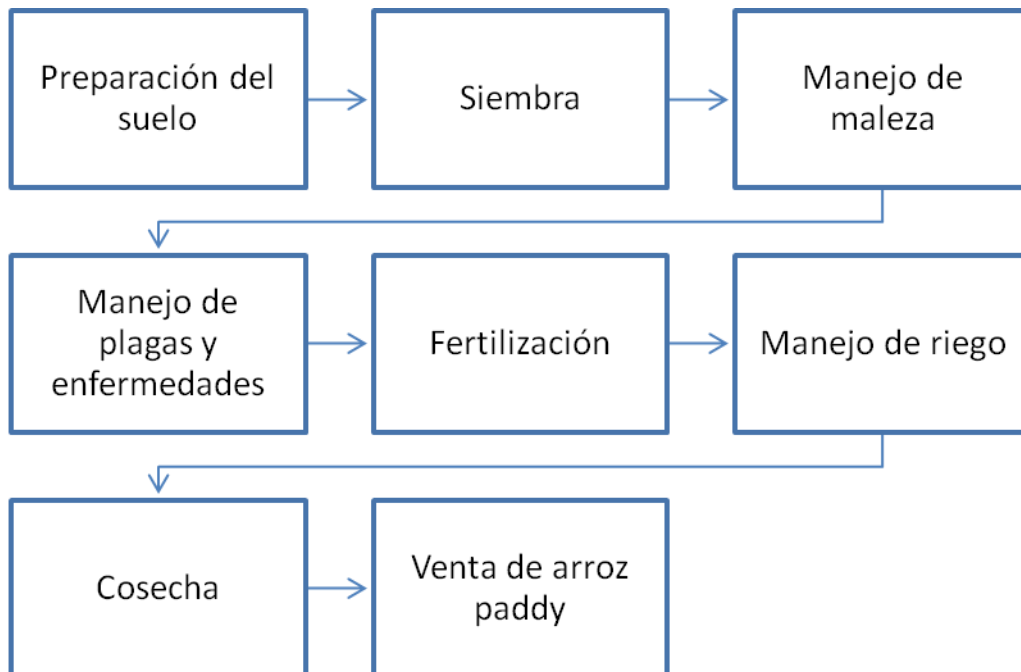 Preparación del
suelo
Siembra
Manejo de
maleza
Manejo de
plagas y
enfermedades
Fertilización
Manejo de riego
Cosecha
Venta de arroz
paddy